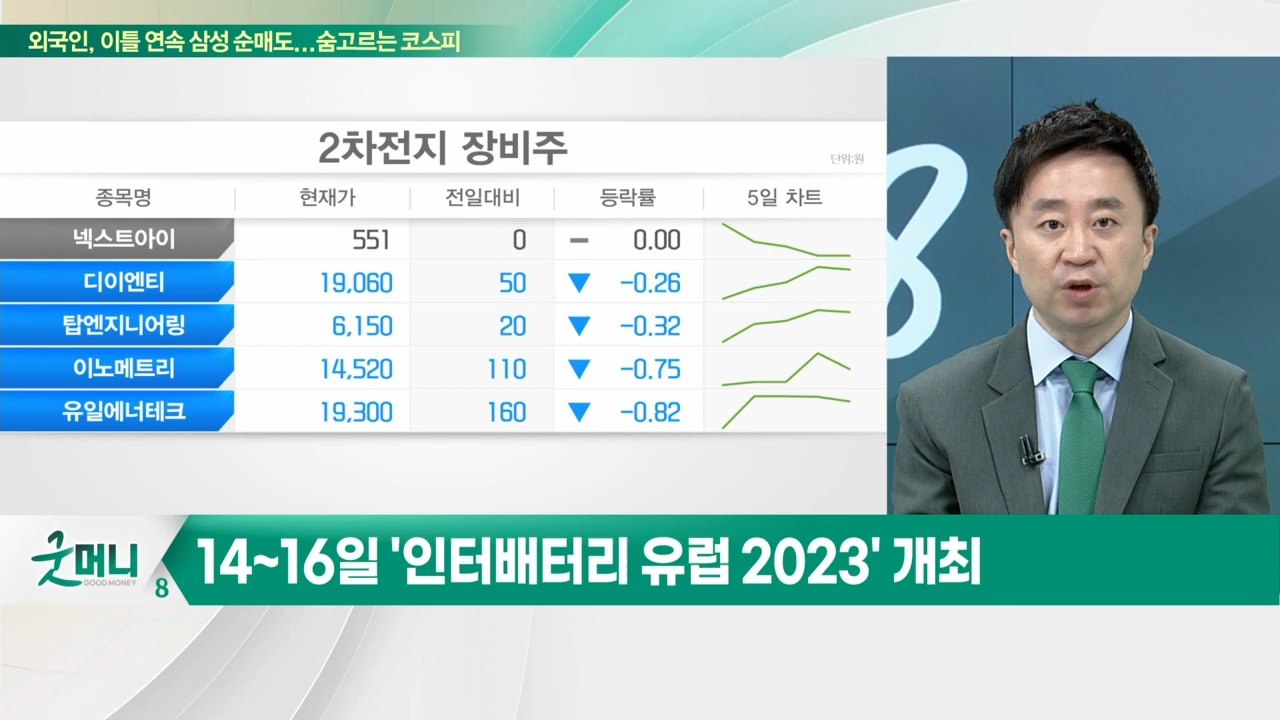 외국인, 이틀 연속 삼성 순매도...숨고르는 코스피
2차전지 장비주
단위:원
종목명 현재가 전일대비 등락률 5일 차트
넥스트아이 551 0 – 0.00
디이엔티 19,060 50 ▼ -0.26
탑엔지니어링 6,150 20 ▼ -0.32
이노메트리 14,520 110 ▼ -0.75
유일에너테크 19,300 160 ▼ -0.82
굿머니
GOOD MONEY
8
14~16일 '인터배터리 유럽 2023' 개최